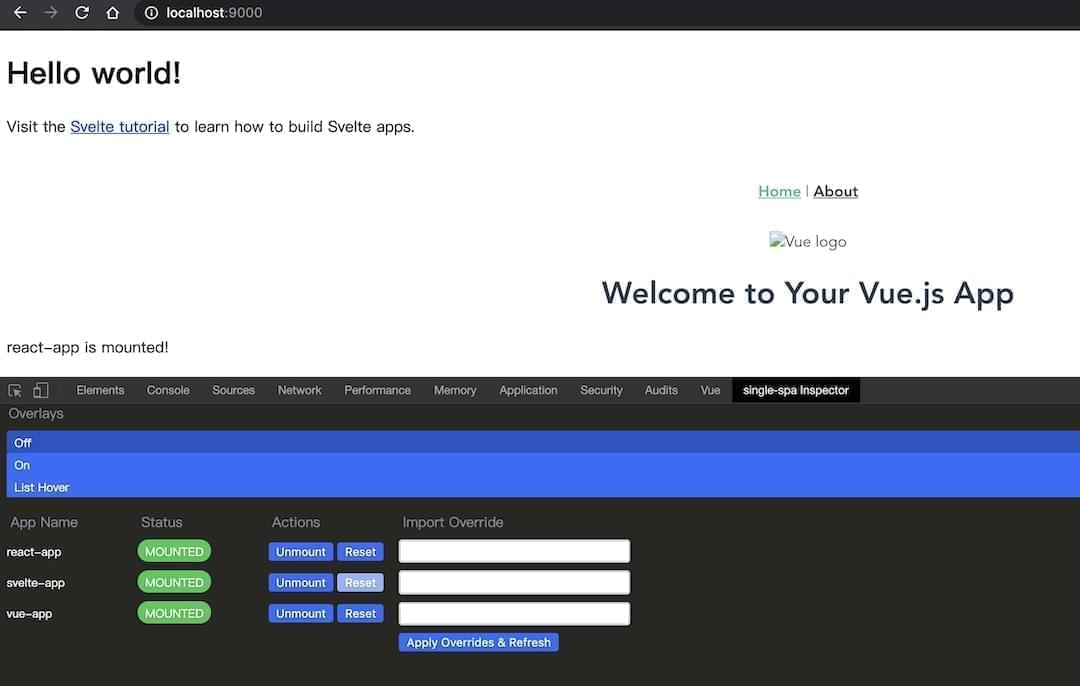 localhost:9000
Hello world!
Visit the Svelte tutorial to learn how to build Svelte apps.
Home | About
Vue logo
Welcome to Your Vue.js App
react-app is mounted!
Elements Console Sources Network Performance Memory Application Security Audits Vue single-spa Inspector
Overlays
Off
On
List Hover
App Name Status Actions Import Override
react-app MOUNTED Unmount Reset
svelte-app MOUNTED Unmount Reset
vue-app MOUNTED Unmount Reset
Apply Overrides & Refresh